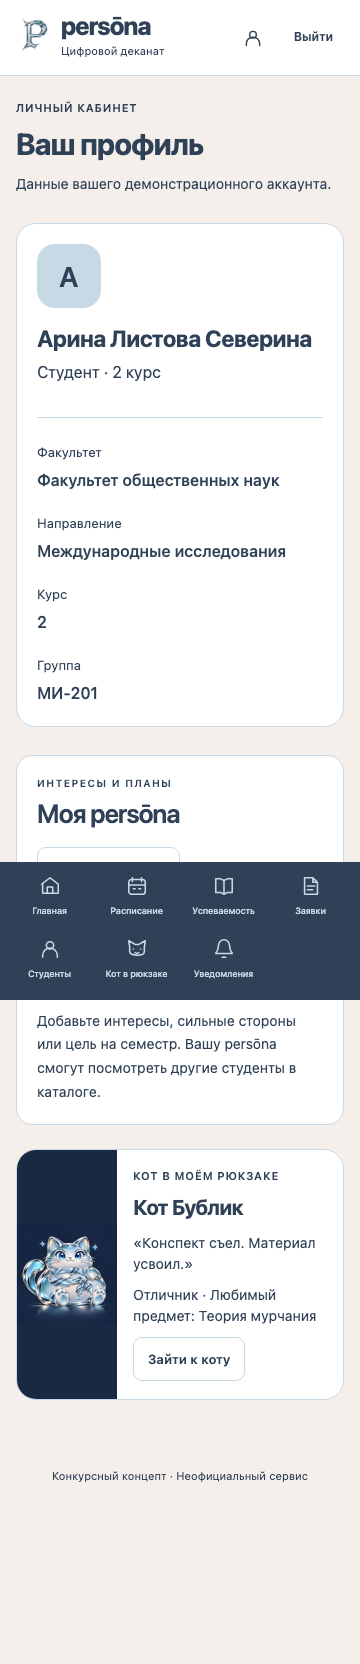 persōna
Цифровой деканат
Выйти
ЛИЧНЫЙ КАБИНЕТ
Ваш профиль
Данные вашего демонстрационного аккаунта.
А
Арина Листова Северина
Студент · 2 курс
Факультет
Факультет общественных наук
Направление
Международные исследования
Курс
2
Группа
МИ-201
ИНТЕРЕСЫ И ПЛАНЫ
Моя persōna
Главная
Расписание
Успеваемость
Заявки
Студенты
Кот в рюкзаке
Уведомления
Добавьте интересы, сильные стороны
или цель на семестр. Вашу persōna
смогут посмотреть другие студенты в
каталоге.
КОТ В МОЁМ РЮКЗАКЕ
Кот Бублик
«Конспект съел. Материал
усвоил.»
Отличник · Любимый
предмет: Теория мурчания
Зайти к коту
Конкурсный концепт · Неофициальный сервис